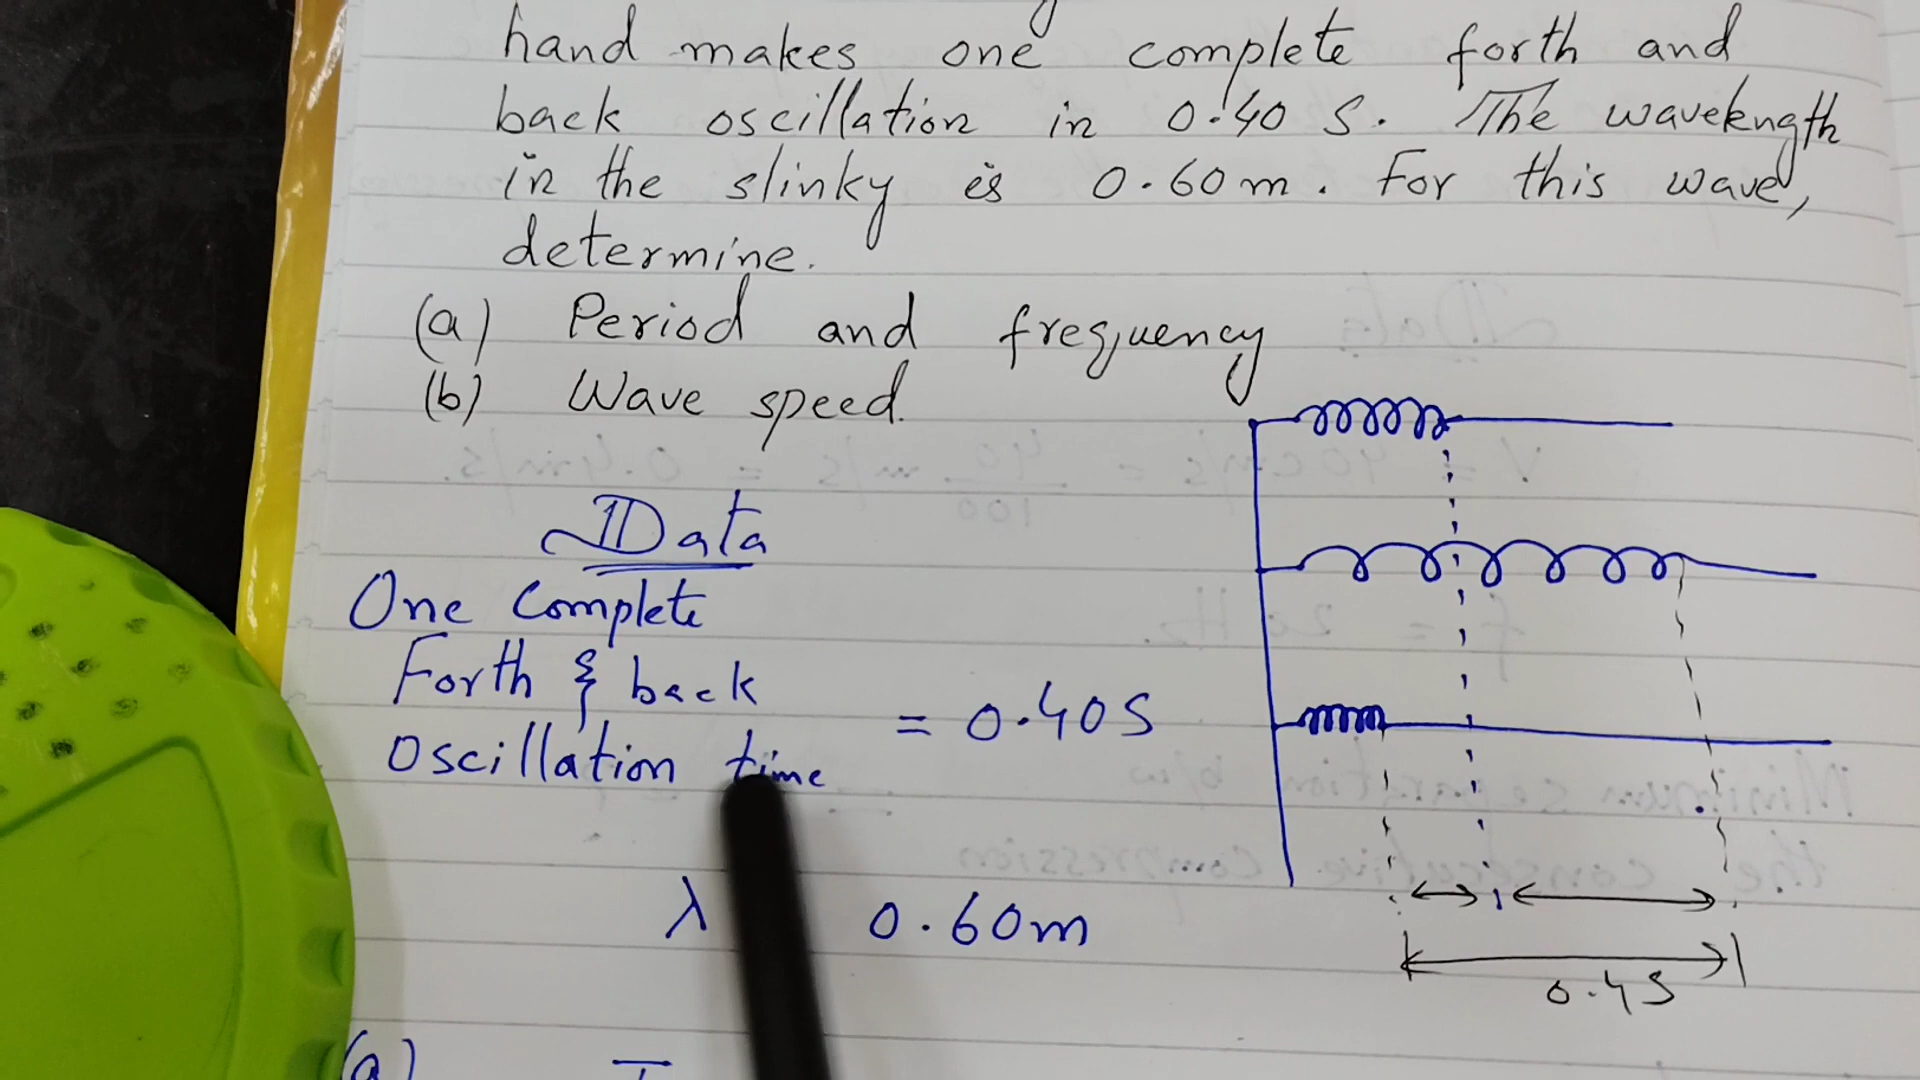 hand makes one complete forth and
back oscillation in 0.40 S. The wavelength
in the slinky is 0.60m. For this wave,
determine.
(a) Period and frequency
(b) Wave speed.
Data
One Complete
Forth & back
Oscillation time = 0.40S
λ 0.60m
0.4S
(a) T